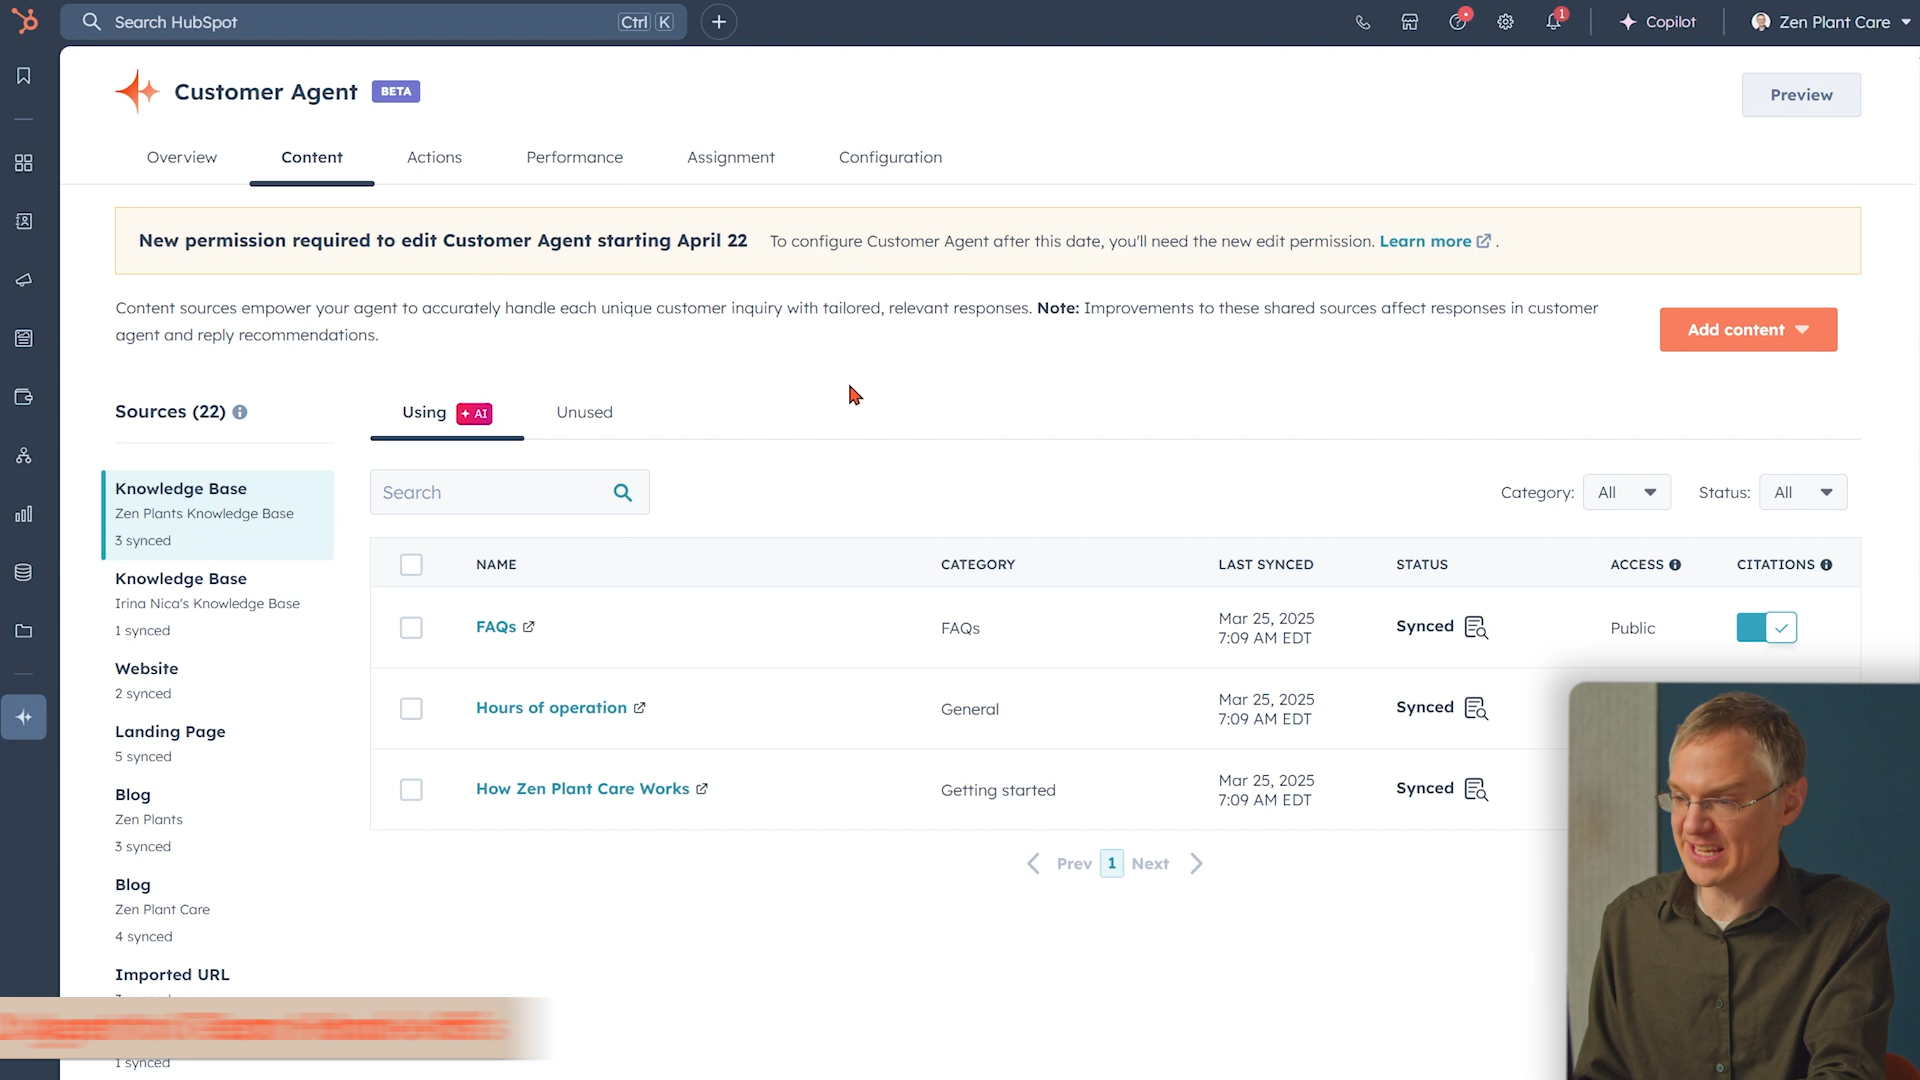 Search HubSpot
Ctrl K
1
Copilot
Zen Plant Care
Customer Agent
BETA
Preview
Overview
Content
Actions
Performance
Assignment
Configuration
New permission required to edit Customer Agent starting April 22
To configure Customer Agent after this date, you'll need the new edit permission. Learn more .
Content sources empower your agent to accurately handle each unique customer inquiry with tailored, relevant responses. Note: Improvements to these shared sources affect responses in customer
agent and reply recommendations.
Add content
Sources (22)
Using
AI
Unused
Knowledge Base
Zen Plants Knowledge Base
3 synced
Knowledge Base
Irina Nica's Knowledge Base
1 synced
Website
2 synced
Landing Page
5 synced
Blog
Zen Plants
3 synced
Blog
Zen Plant Care
4 synced
Imported URL
1 synced
Search
Category: All
Status: All
NAME
CATEGORY
LAST SYNCED
STATUS
ACCESS
CITATIONS
FAQs
FAQs
Mar 25, 2025
7:09 AM EDT
Synced
Public
Hours of operation
General
Mar 25, 2025
7:09 AM EDT
Synced
How Zen Plant Care Works
Getting started
Mar 25, 2025
7:09 AM EDT
Synced
Prev 1 Next